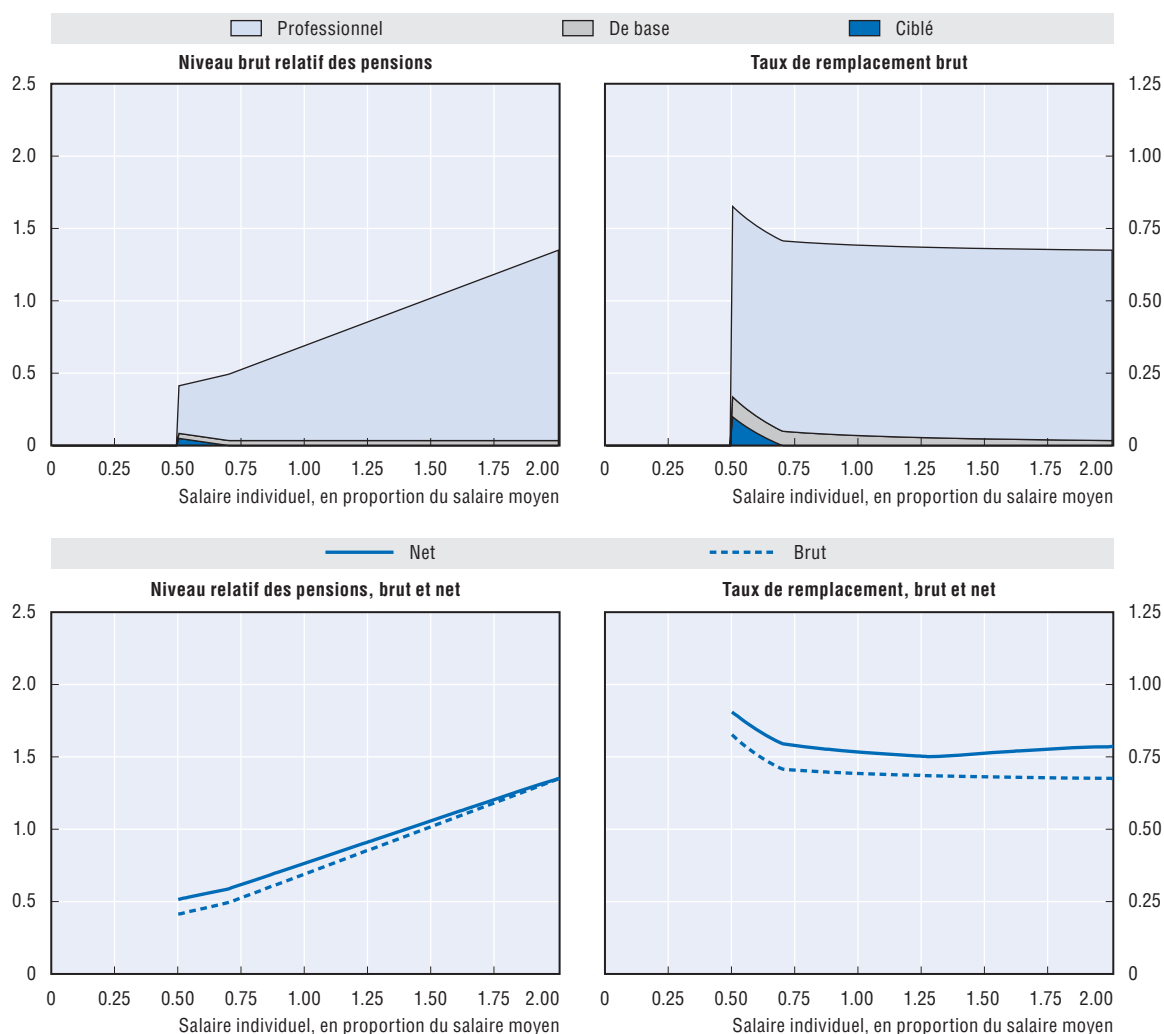 Professionnel De base Ciblé
Niveau brut relatif des pensions Taux de remplacement brut
2.5 1.25
2.0 1.00
1.5 0.75
1.0 0.50
0.5 0.25
0 0
0 0.25 0.50 0.75 1.00 1.25 1.50 1.75 2.00 0 0.25 0.50 0.75 1.00 1.25 1.50 1.75 2.00
Salaire individuel, en proportion du salaire moyen Salaire individuel, en proportion du salaire moyen
Net Brut
Niveau relatif des pensions, brut et net Taux de remplacement, brut et net
2.5 1.25
2.0 1.00
1.5 0.75
1.0 0.50
0.5 0.25
0 0
0 0.25 0.50 0.75 1.00 1.25 1.50 1.75 2.00 0 0.25 0.50 0.75 1.00 1.25 1.50 1.75 2.00
Salaire individuel, en proportion du salaire moyen Salaire individuel, en proportion du salaire moyen